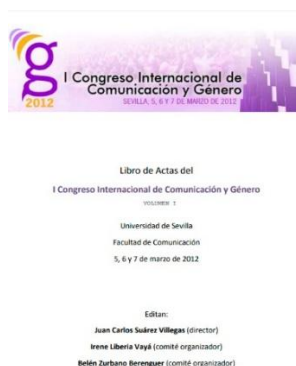 g
2012
I Congreso Internacional de
Comunicación y Género
SEVILLA, 5, 6 Y 7 DE MARZO DE 2012
Libro de Actas del
I Congreso Internacional de Comunicación y Género
VOLUMEN 1
Universidad de Sevilla
Facultad de Comunicación
5, 6 y 7 de marzo de 2012
Editan:
Juan Carlos Suárez Villegas (director)
Irene Liberia Vayá (comité organizador)
Belén Zurbano Berenguer (comité organizador)